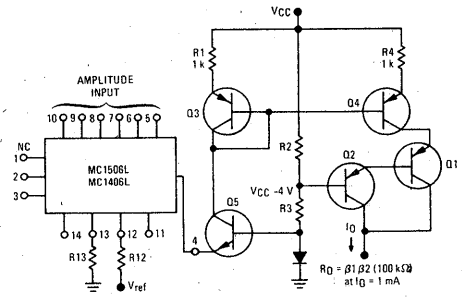 VCC
R1
1 k
R4
1 k
AMPLITUDE
INPUT
10 9 8 7 6 5
Q3
Q4
NC
1
2
3
MC1506L
MC1406L
R2
Q2
Q1
VCC -4 V
R3
Q5
14 13 12 11
4
R13
R12
Vref
IO
RO = β1 β2 (100 kΩ)
at IO = 1 mA